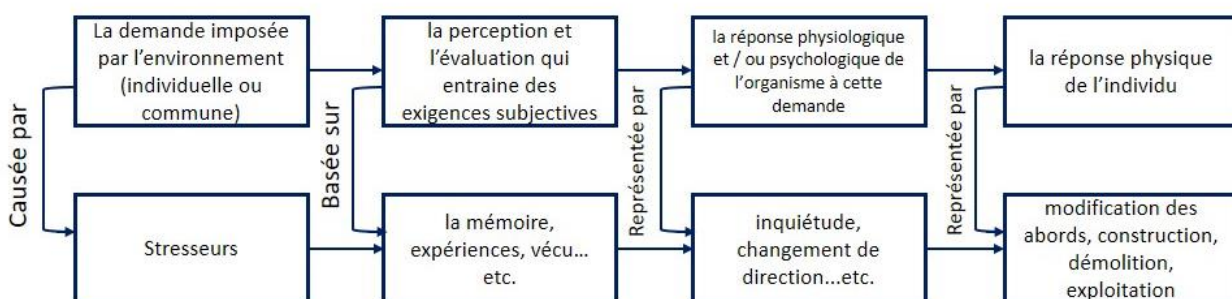 La demande imposée
par l'environnement
(individuelle ou
commune)
la perception et
l'évaluation qui
entraine des
exigences subjectives
la réponse physiologique
et / ou psychologique de
l'organisme à cette
demande
la réponse physique
de l'individu
Causée par
Basée sur
Représentée par
Représentée par
Stresseurs
la mémoire,
expériences, vécu...
etc.
inquiétude,
changement de
direction...etc.
modification des
abords, construction,
démolition,
exploitation